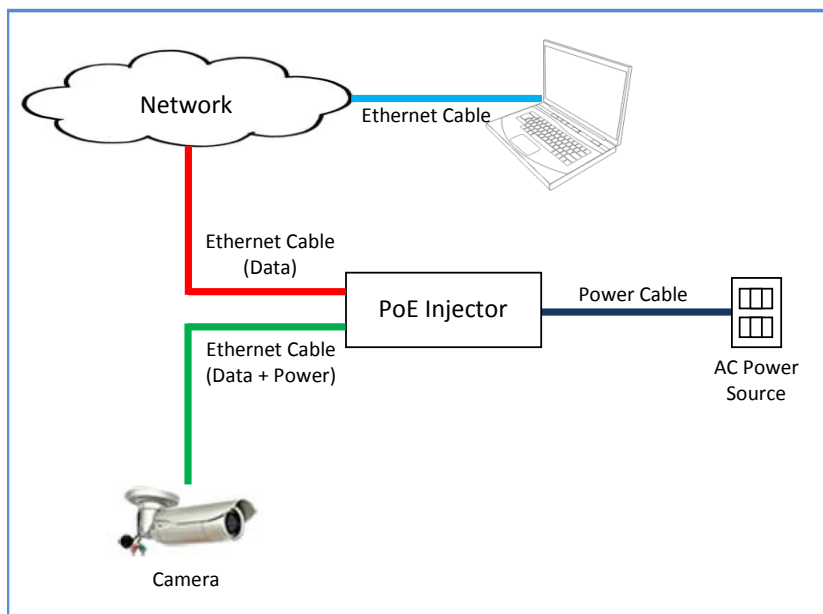 Network
Ethernet Cable
Ethernet Cable
(Data)
PoE Injector
Power Cable
Ethernet Cable
(Data + Power)
AC Power
Source
Camera